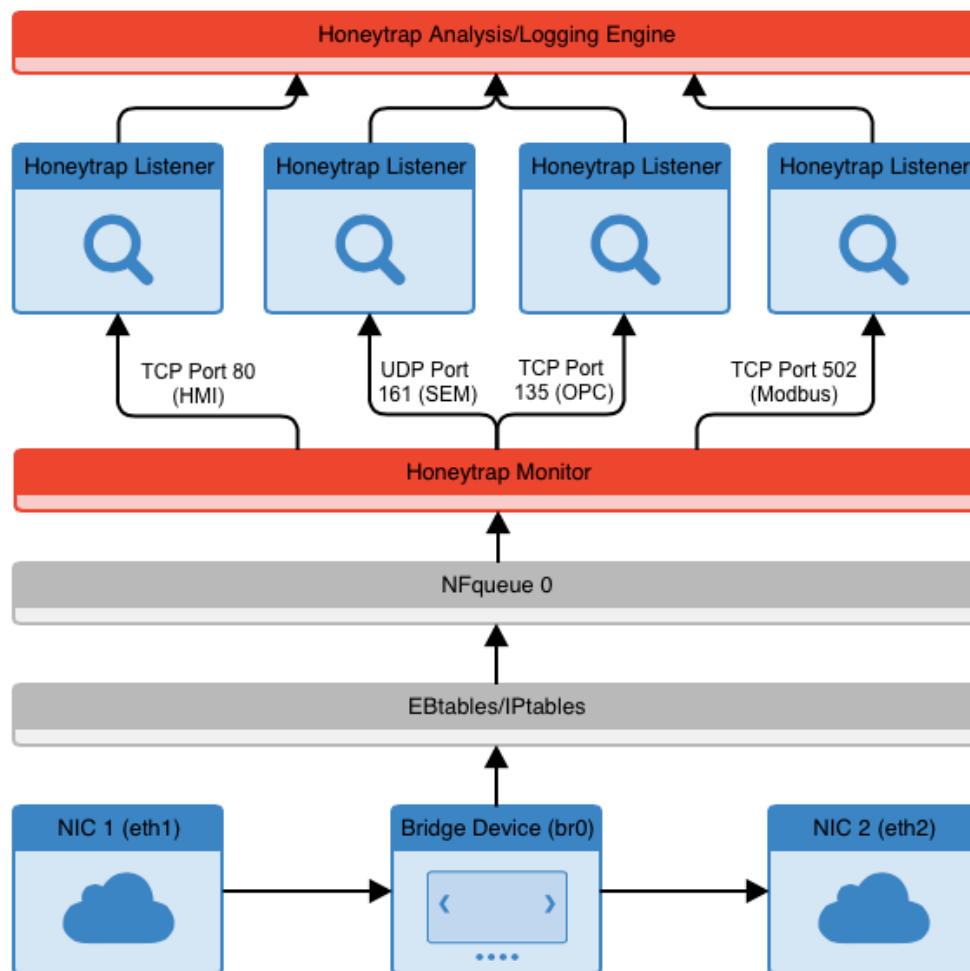 Honeytrap Analysis/Logging Engine
Honeytrap Listener
Honeytrap Listener
Honeytrap Listener
Honeytrap Listener
TCP Port 80
(HMI)
UDP Port
161 (SEM)
TCP Port
135 (OPC)
TCP Port 502
(Modbus)
Honeytrap Monitor
NFqueue 0
EBtables/IPtables
NIC 1 (eth1)
Bridge Device (br0)
NIC 2 (eth2)